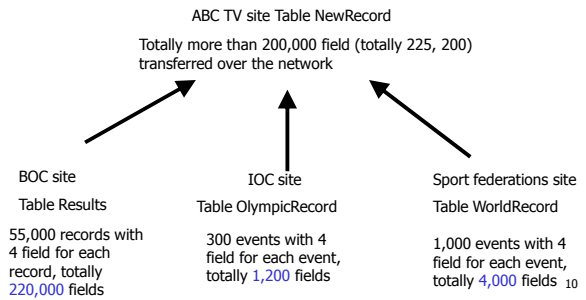 ABC TV site Table NewRecord
Totally more than 200,000 field (totally 225, 200)
transferred over the network
BOC site
Table Results
55,000 records with
4 field for each
record, totally
220,000 fields
IOC site
Table OlympicRecord
300 events with 4
field for each event,
totally 1,200 fields
Sport federations site
Table WorldRecord
1,000 events with 4
field for each event,
totally 4,000 fields
10